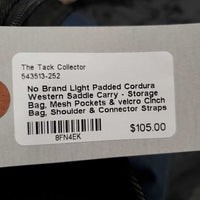 The Tack Collector
543513-252
No Brand Light Padded Cordura
Western Saddle Carry - Storage
Bag, Mesh Pockets & velcro Cinch
Bag, Shoulder & Connector Straps
8FN4EK
$105.00